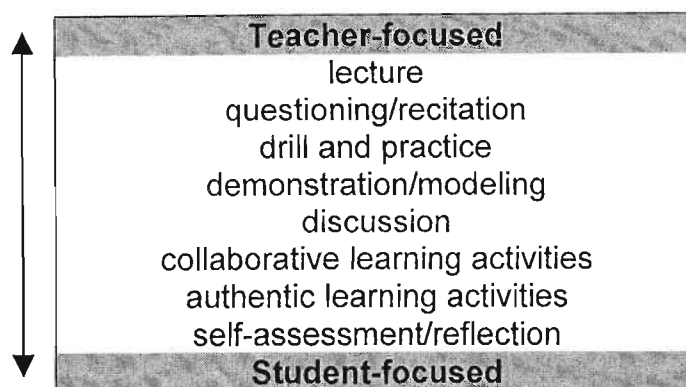 Teacher-focused
lecture
questioning/recitation
drill and practice
demonstration/modeling
discussion
collaborative learning activities
authentic learning activities
self-assessment/reflection
Student-focused